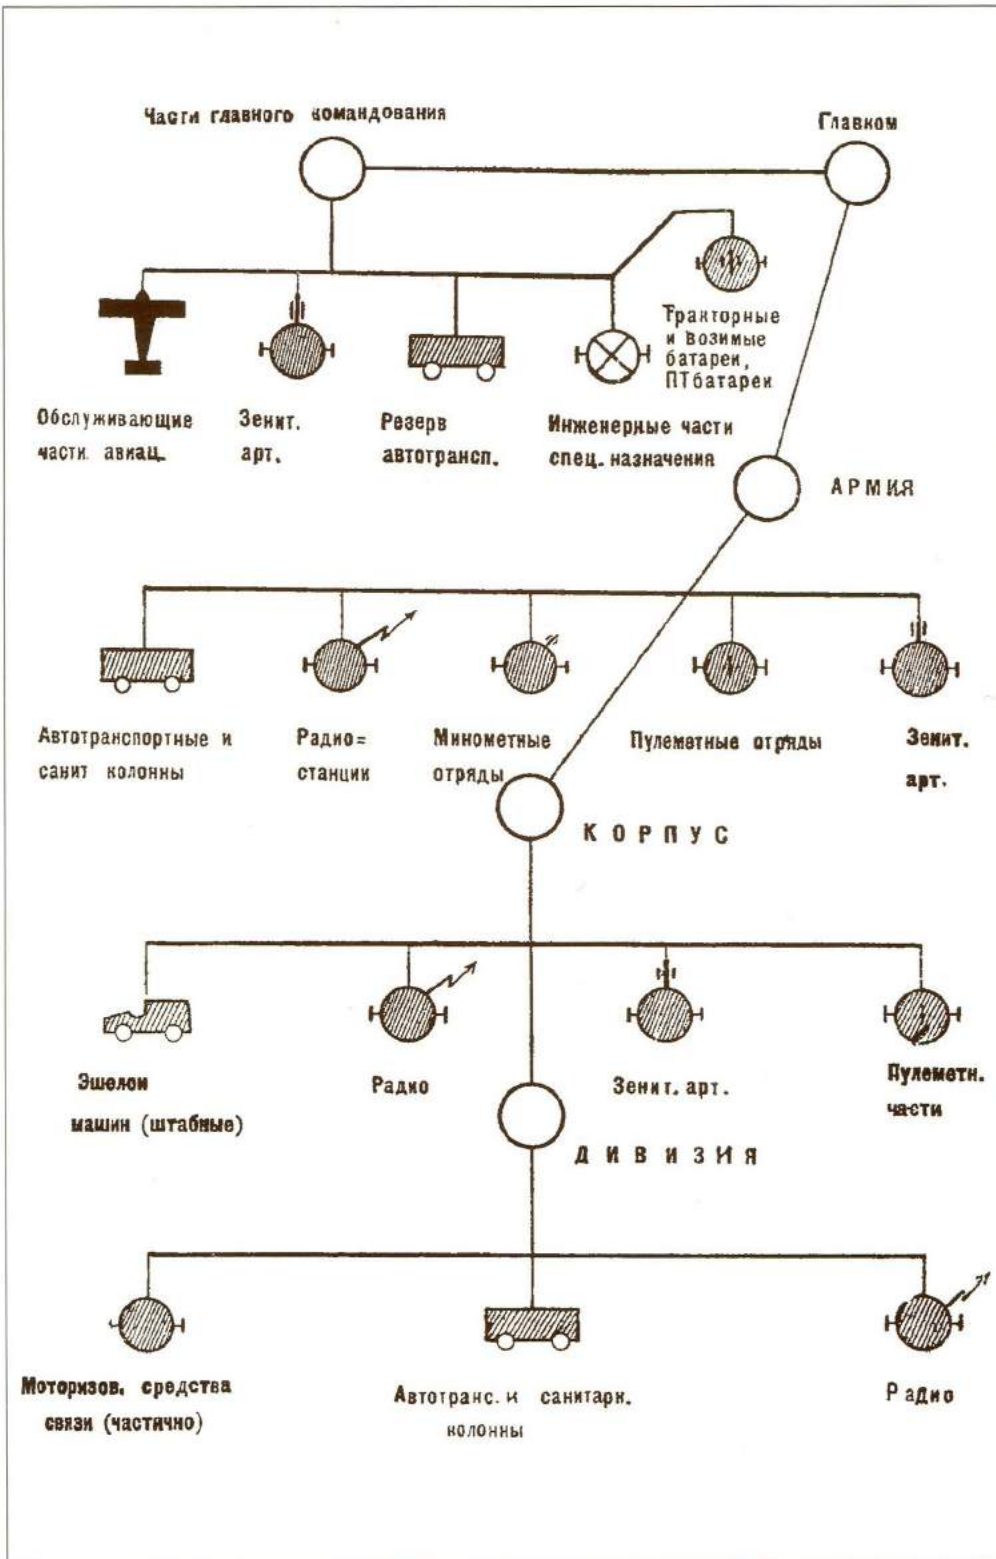 Части главного командования
Главком
Тракторные
и возимые
батареи,
ПТбатареи
Обслуживающие
части авиац.
Зенит.
арт.
Резерв
автотрансп.
Инженерные части
спец. назначения
АРМИЯ
Автотранспортные и
санит колонны
Радио=
станции
Минометные
отряды
Пулеметные отряды
Зенит.
арт.
КОРПУС
Эшелон
машин (штабные)
Радио
Зенит. арт.
Пулеметн.
части
ДИВИЗИЯ
Моторизов. средства
связи (частично)
Автотранс. и санитарн.
колонны
Радио